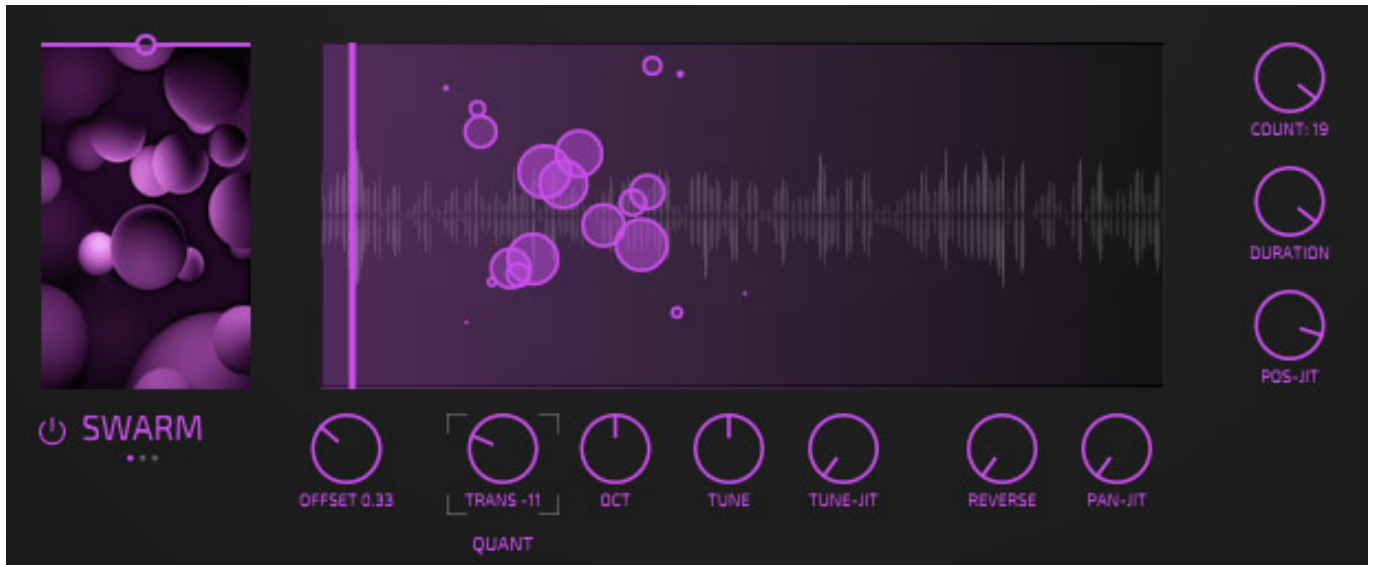 COUNT: 19
DURATION
POS-JIT
SWARM
OFFSET 0.33
TRANS -11
OCT
TUNE
TUNE-JIT
REVERSE
PAN-JIT
QUANT